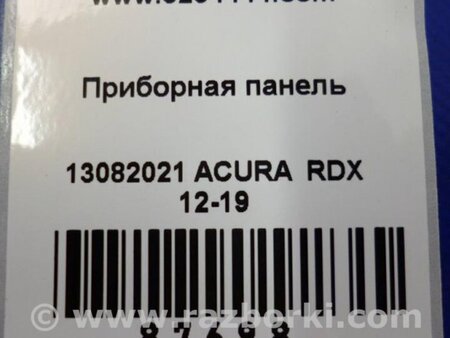 Приборная панель
13082021 ACURA RDX
12-19
© www.razborki.com